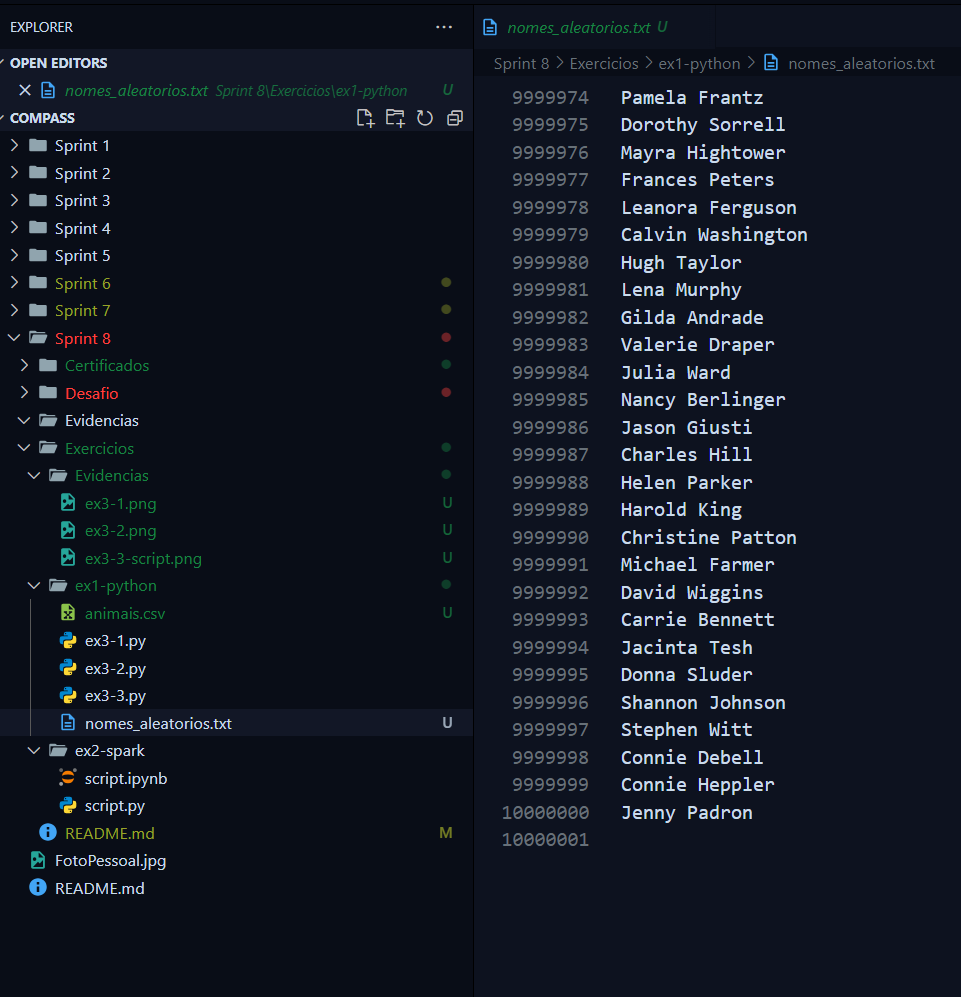 EXPLORER
OPEN EDITORS
nomes_aleatorios.txt Sprint 8\Exercicios\ex1-python U
COMPASS
Sprint 1
Sprint 2
Sprint 3
Sprint 4
Sprint 5
Sprint 6
Sprint 7
Sprint 8
Certificados
Desafio
Evidencias
Exercicios
Evidencias
ex3-1.png U
ex3-2.png U
ex3-3-script.png U
ex1-python
animais.csv U
ex3-1.py
ex3-2.py
ex3-3.py
nomes_aleatorios.txt U
ex2-spark
script.ipynb
script.py
README.md M
FotoPessoal.jpg
README.md
nomes_aleatorios.txt U
Sprint 8 > Exercicios > ex1-python > nomes_aleatorios.txt
9999974 Pamela Frantz
9999975 Dorothy Sorrell
9999976 Mayra Hightower
9999977 Frances Peters
9999978 Leanora Ferguson
9999979 Calvin Washington
9999980 Hugh Taylor
9999981 Lena Murphy
9999982 Gilda Andrade
9999983 Valerie Draper
9999984 Julia Ward
9999985 Nancy Berlinger
9999986 Jason Giusti
9999987 Charles Hill
9999988 Helen Parker
9999989 Harold King
9999990 Christine Patton
9999991 Michael Farmer
9999992 David Wiggins
9999993 Carrie Bennett
9999994 Jacinta Tesh
9999995 Donna Sluder
9999996 Shannon Johnson
9999997 Stephen Witt
9999998 Connie Debell
9999999 Connie Heppler
10000000 Jenny Padron
10000001